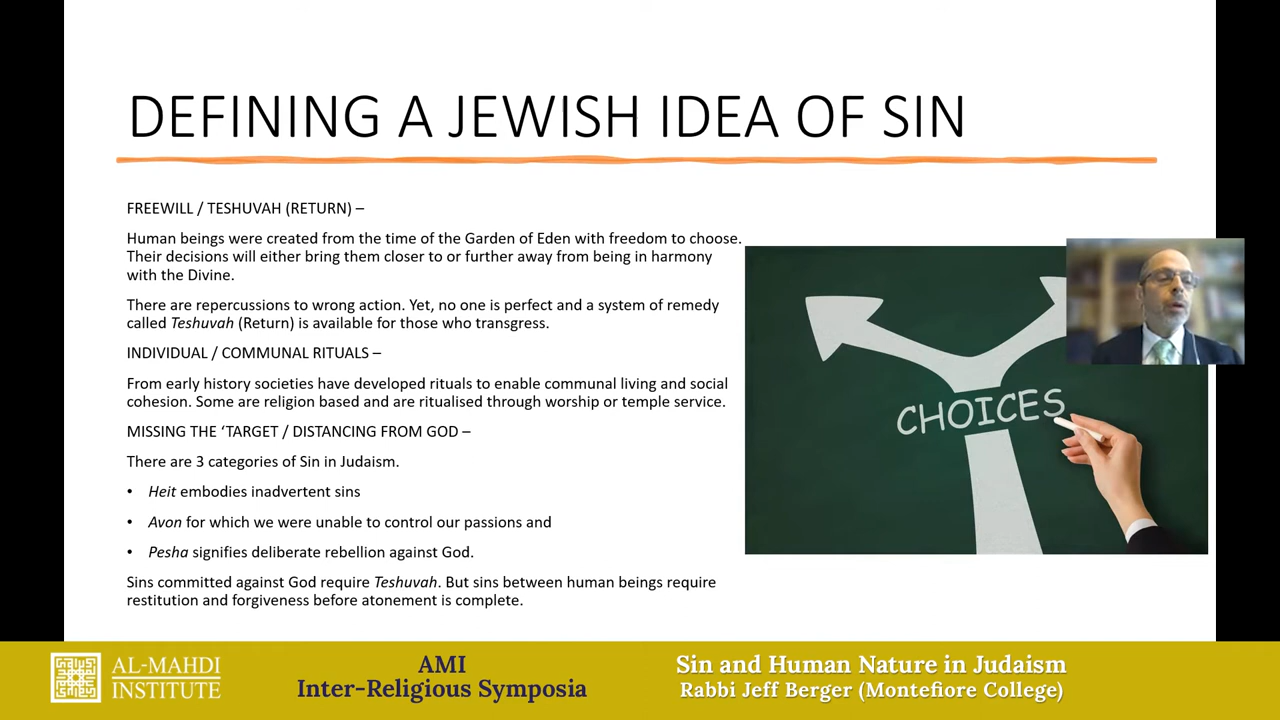 DEFINING A JEWISH IDEA OF SIN
FREEWILL / TESHUVAH (RETURN) –
Human beings were created from the time of the Garden of Eden with freedom to choose.
Their decisions will either bring them closer to or further away from being in harmony
with the Divine.
There are repercussions to wrong action. Yet, no one is perfect and a system of remedy
called Teshuvah (Return) is available for those who transgress.
INDIVIDUAL / COMMUNAL RITUALS –
From early history societies have developed rituals to enable communal living and social
cohesion. Some are religion based and are ritualised through worship or temple service.
MISSING THE ‘TARGET / DISTANCING FROM GOD –
There are 3 categories of Sin in Judaism.
• Heit embodies inadvertent sins
• Avon for which we were unable to control our passions and
• Pesha signifies deliberate rebellion against God.
Sins committed against God require Teshuvah. But sins between human beings require
restitution and forgiveness before atonement is complete.
CHOICES
AL-MAHDI
INSTITUTE
AMI
Inter-Religious Symposia
Sin and Human Nature in Judaism
Rabbi Jeff Berger (Montefiore College)